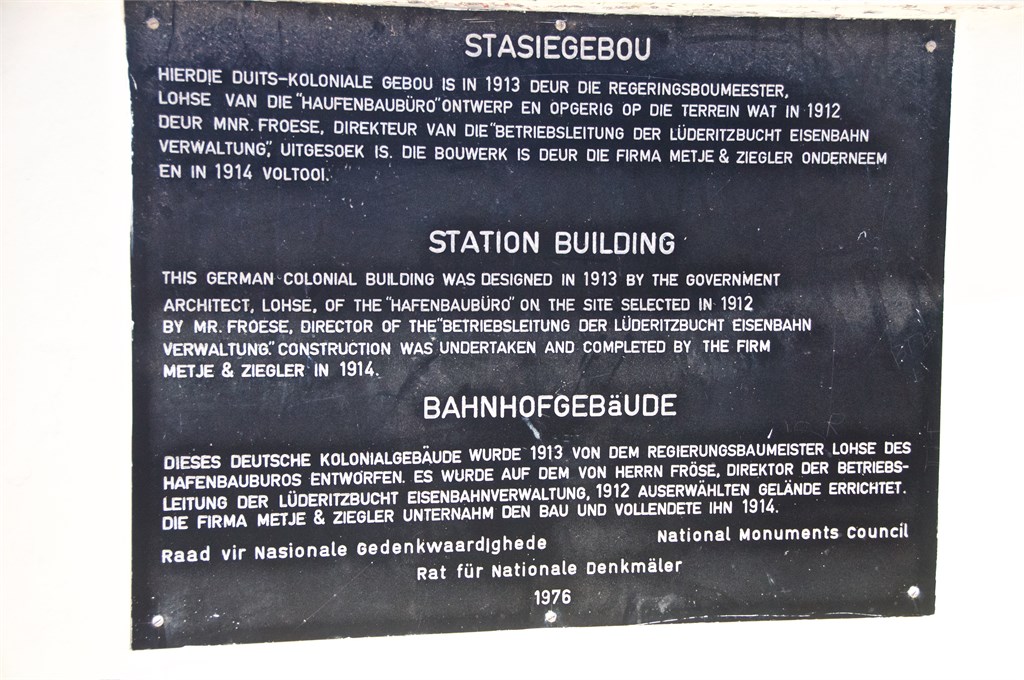 STASIEGEBOU
HIERDIE DUITS-KOLONIALE GEBOU IS IN 1913 DEUR DIE REGERINGSBOUMEESTER,
LOHSE VAN DIE "HAUFENBAUBÜRO" ONTWERP EN OPGERIG OP DIE TERREIN WAT IN 1912
DEUR MNR. FROESE, DIREKTEUR VAN DIE "BETRIEBSLEITUNG DER LÜDERITZBUCHT EISENBAHN
VERWALTUNG", UITGESOEK IS. DIE BOUWERK IS DEUR DIE FIRMA METJE & ZIEGLER ONDERNEEM
EN IN 1914 VOLTOOI.
STATION BUILDING
THIS GERMAN COLONIAL BUILDING WAS DESIGNED IN 1913 BY THE GOVERNMENT
ARCHITECT, LOHSE, OF THE "HAFENBAUBÜRO" ON THE SITE SELECTED IN 1912
BY MR. FROESE, DIRECTOR OF THE "BETRIEBSLEITUNG DER LÜDERITZBUCHT EISENBAHN
VERWALTUNG". CONSTRUCTION WAS UNDERTAKEN AND COMPLETED BY THE FIRM
METJE & ZIEGLER IN 1914.
BAHNHOFGEBäUDE
DIESES DEUTSCHE KOLONIALGEBÄUDE WURDE 1913 VON DEM REGIERUNGSBAUMEISTER LOHSE DES
HAFENBAUBUROS ENTWORFEN. ES WURDE AUF DEM VON HERRN FRÖSE, DIREKTOR DER BETRIEBS-
LEITUNG DER LÜDERITZBUCHT EISENBAHNVERWALTUNG, 1912 AUSERWÄHLTEN GELÄNDE ERRICHTET.
DIE FIRMA METJE & ZIEGLER UNTERNAHM DEN BAU UND VOLLENDETE IHN 1914.
Raad vir Nasionale Gedenkwaardighede
National Monuments Council
Rat für Nationale Denkmäler
1976